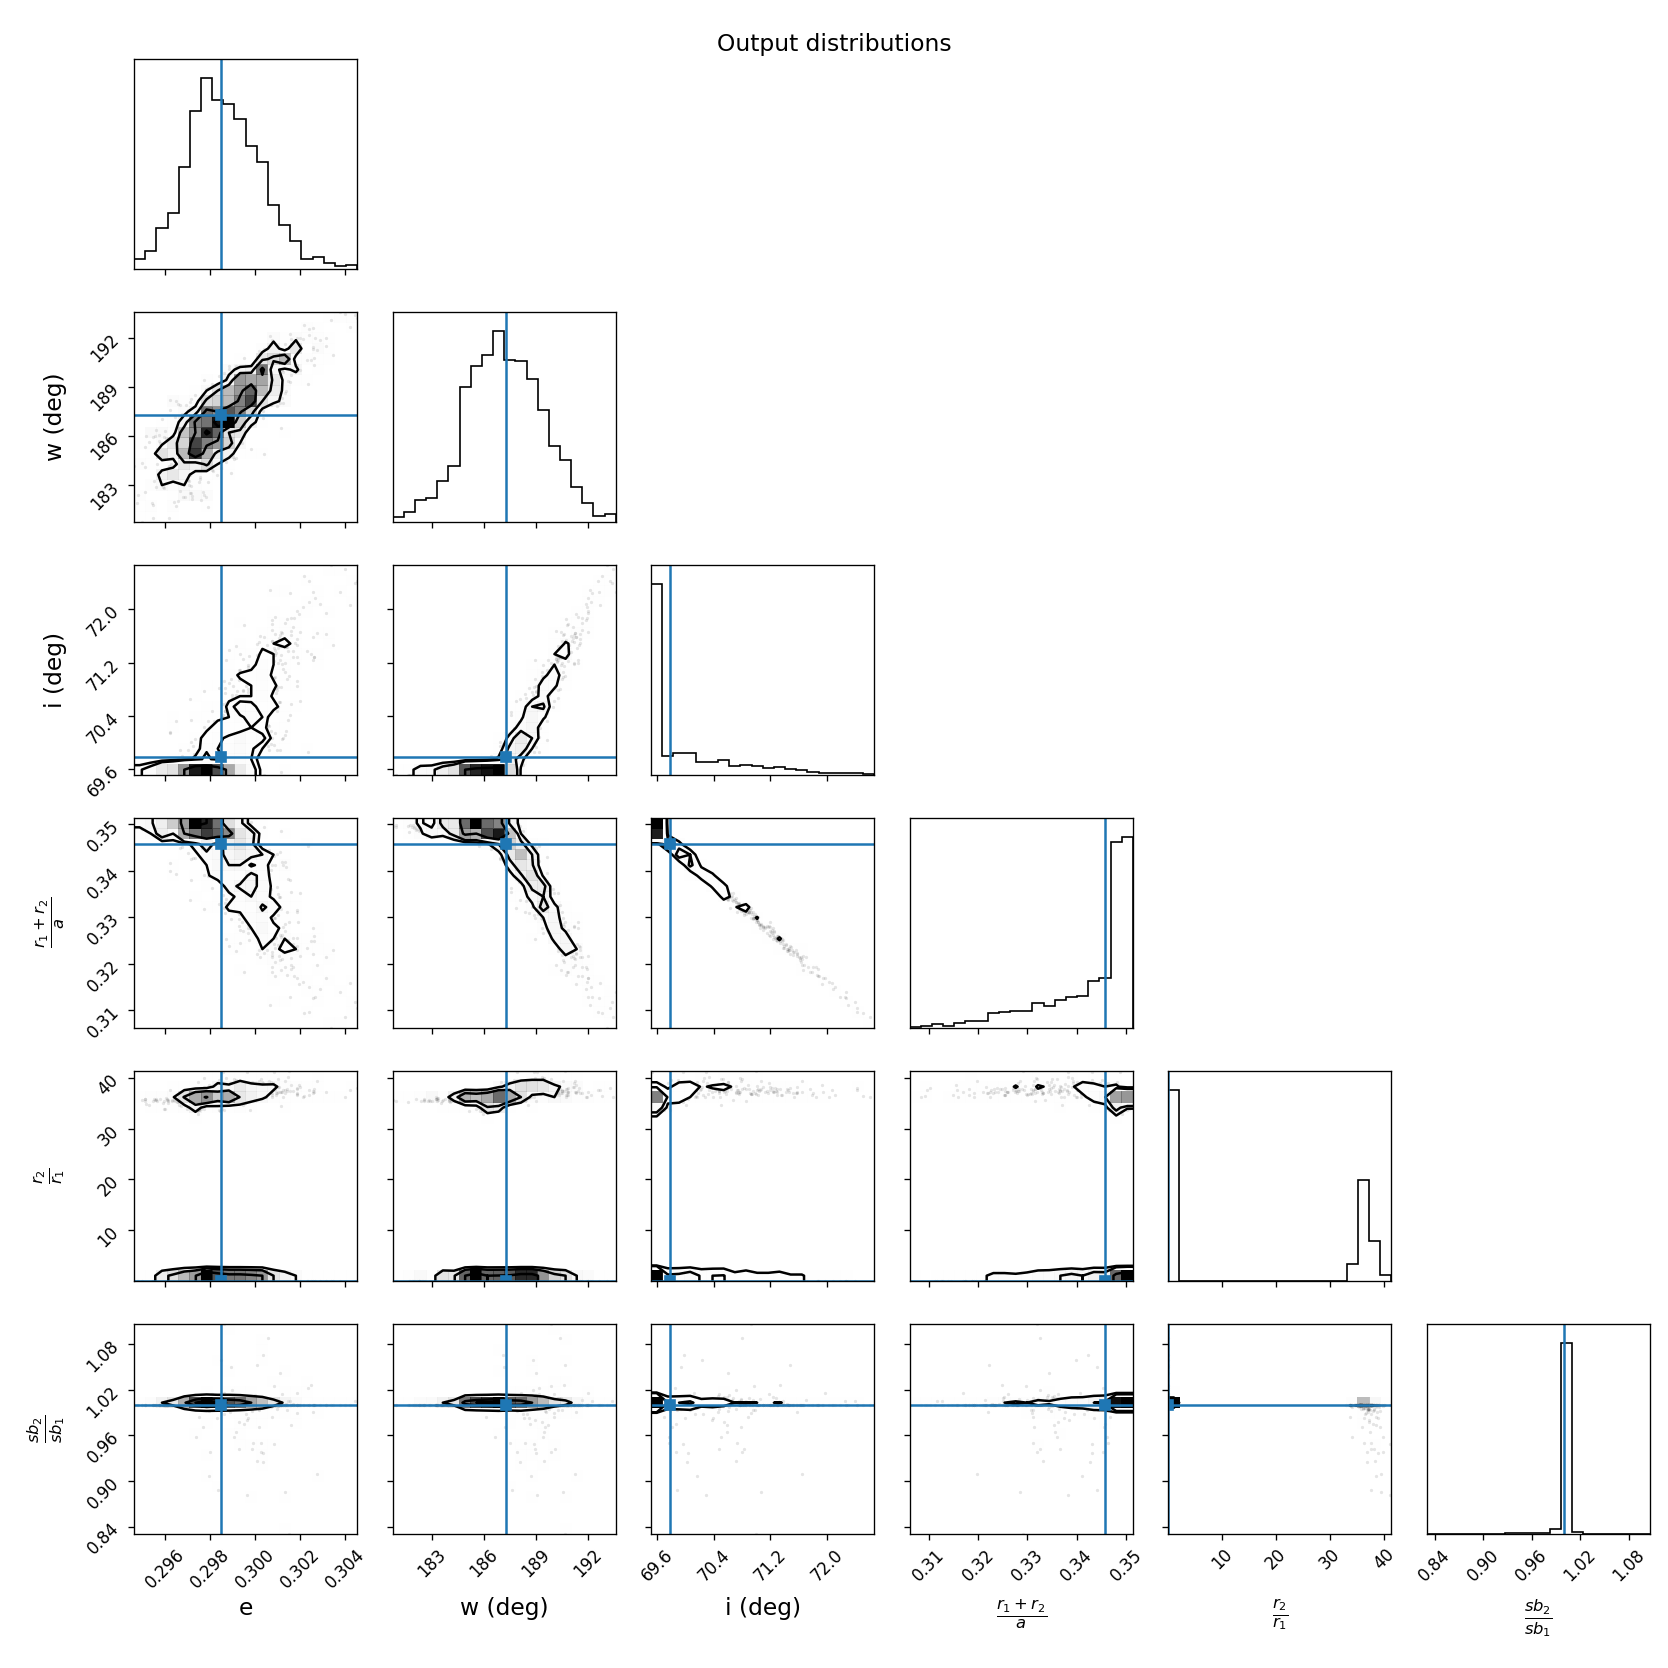 Output distributions
w (deg)
192
189
186
183
i (deg)
72.0
71.2
70.4
69.6
r₁ + r₂
a
0.35
0.34
0.33
0.32
0.31
r₂
r₁
40
30
20
10
sb₂
sb₁
1.08
1.02
0.96
0.90
0.84
0.296 0.298 0.300 0.302 0.304
183 186 189 192
69.6 70.4 71.2 72.0
0.31 0.32 0.33 0.34 0.35
10 20 30 40
0.84 0.90 0.96 1.02 1.08
e
w (deg)
i (deg)
r₁ + r₂
a
r₂
r₁
sb₂
sb₁